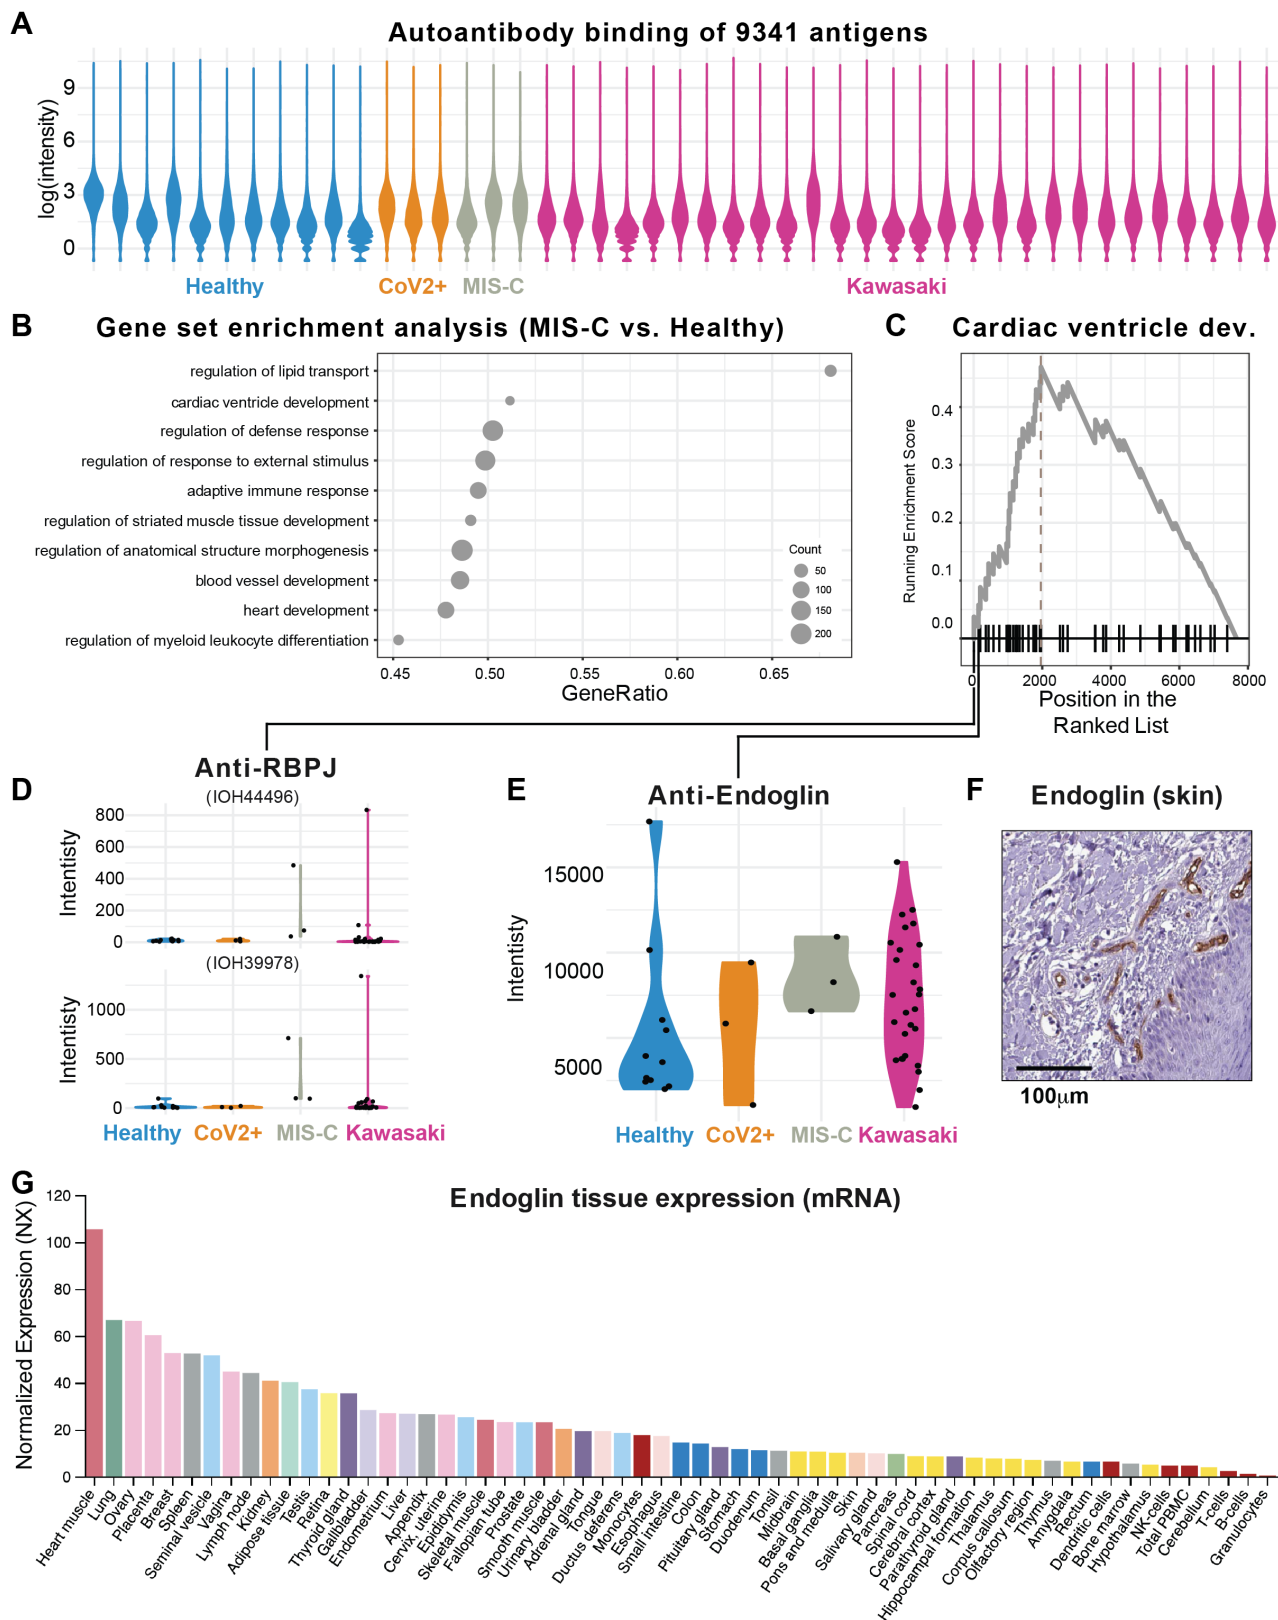 A
Autoantibody binding of 9341 antigens
log(intensity)
9
6
3
0
Healthy
CoV2+
MIS-C
Kawasaki
B
Gene set enrichment analysis (MIS-C vs. Healthy)
regulation of lipid transport
cardiac ventricle development
regulation of defense response
regulation of response to external stimulus
adaptive immune response
regulation of striated muscle tissue development
regulation of anatomical structure morphogenesis
blood vessel development
heart development
regulation of myeloid leukocyte differentiation
Count
50
100
150
200
0.45 0.50 0.55 0.60 0.65
GeneRatio
C
Cardiac ventricle dev.
Running Enrichment Score
0.4
0.3
0.2
0.1
0.0
0 2000 4000 6000 8000
Position in the
Ranked List
D
Anti-RBPJ
(IOH44496)
Intentisty
800
600
400
200
0
(IOH39978)
Intentisty
1000
500
0
Healthy CoV2+ MIS-C Kawasaki
E
Anti-Endoglin
Intentisty
15000
10000
5000
Healthy CoV2+ MIS-C Kawasaki
F
Endoglin (skin)
100μm
G
Endoglin tissue expression (mRNA)
Normalized Expression (NX)
120
100
80
60
40
20
0
Heart muscle
Lung
Ovary
Placenta
Breast
Spleen
Seminal vesicle
Vagina
Lymph node
Kidney
Adipose tissue
Testis
Retina
Thyroid gland
Gallbladder
Endometrium
Liver
Appendix
Cervix, uterine
Epididymis
Skeletal muscle
Fallopian tube
Prostate
Smooth muscle
Urinary bladder
Adrenal gland
Tongue
Ductus deferens
Monocytes
Esophagus
Small intestine
Colon
Pituitary gland
Stomach
Duodenum
Tonsil
Midbrain
Basal ganglia
Pons and medulla
Skin
Salivary gland
Pancreas
Spinal cord
Cerebral cortex
Parathyroid gland
Hippocampal formation
Thalamus
Corpus callosum
Olfactory region
Thymus
Amygdala
Rectum
Dendritic cells
Bone marrow
Hypothalamus
NK-cells
Total PBMC
Cerebellum
T-cells
B-cells
Granulocytes